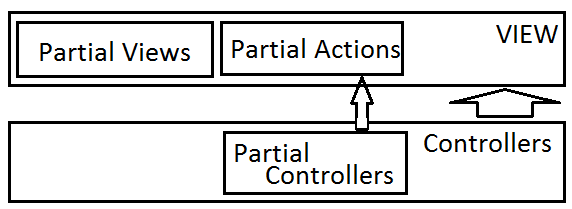 Partial Views
Partial Actions
VIEW
Partial
Controllers
Controllers